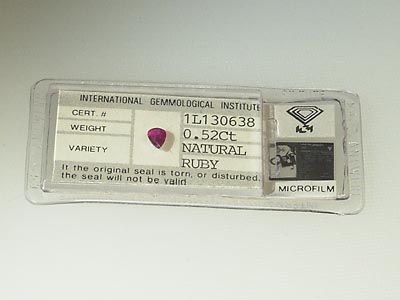 INTERNATIONAL GEMMOLOGICAL INSTITUTE
CERT. # 1L130638
WEIGHT 0.52Ct
VARIETY NATURAL
RUBY
If the original seal is torn, or disturbed,
the seal will not be valid
MICROFILM